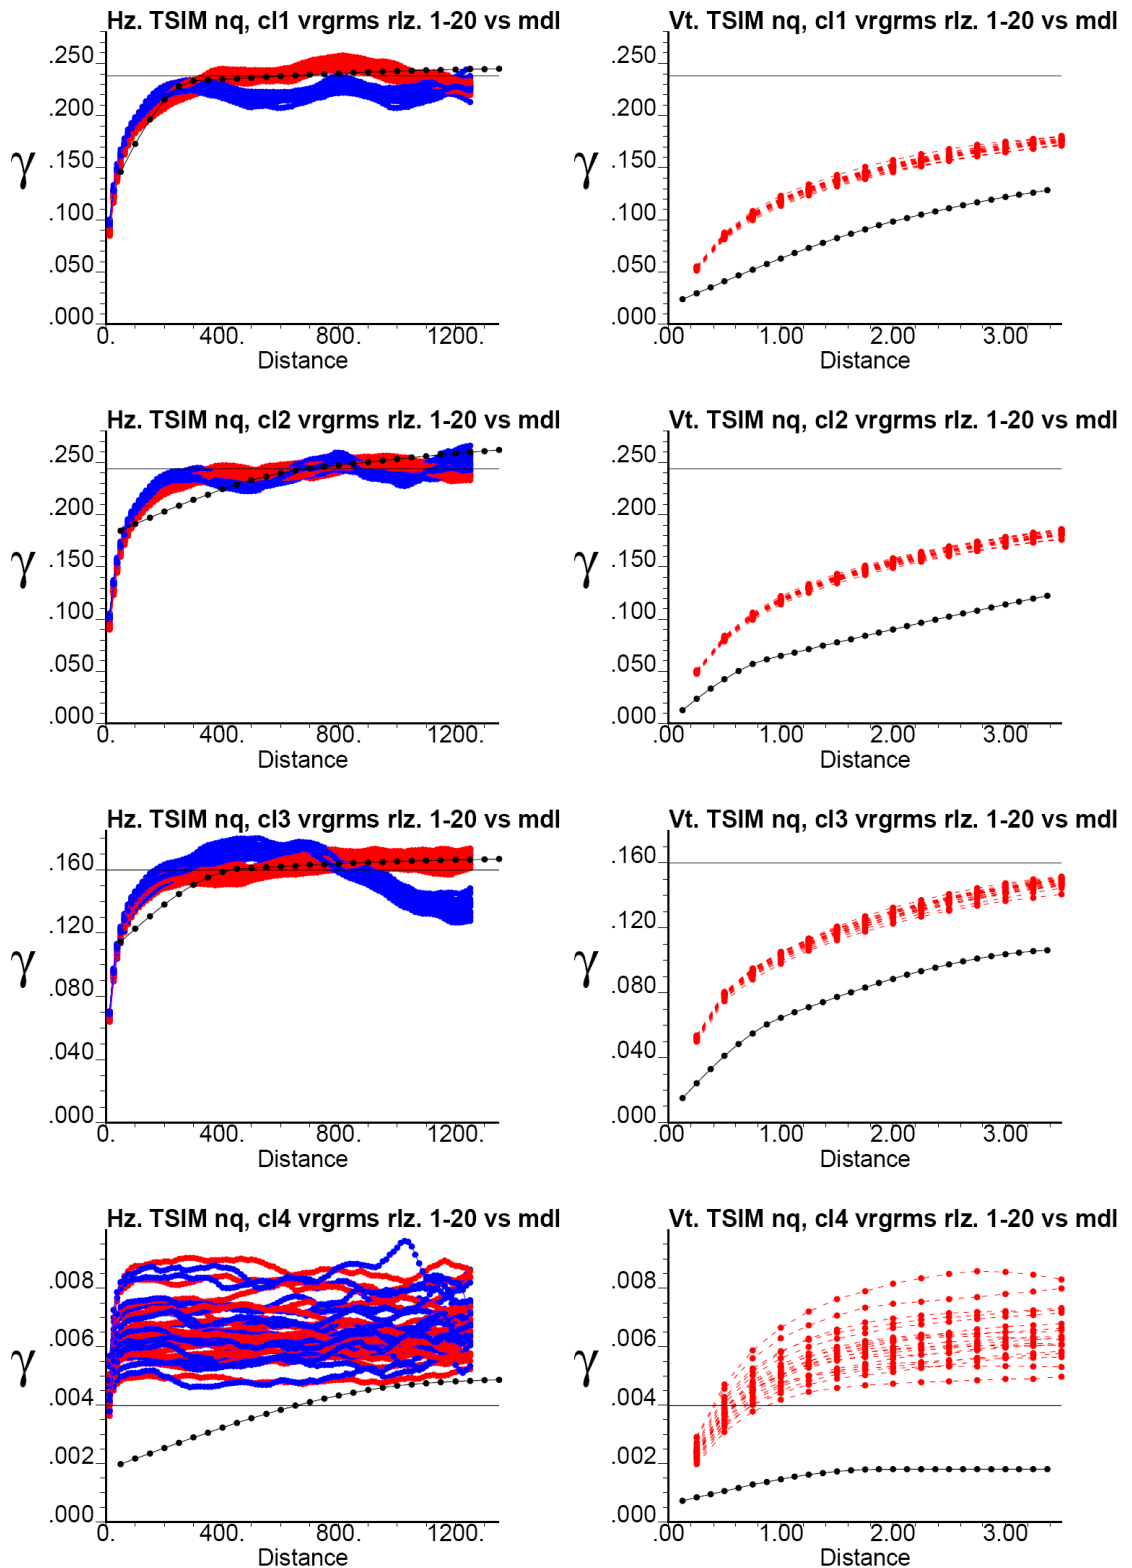 Hz. TSIM nq, cl1 vrgrms rlz. 1-20 vs mdl
γ
.250
.200
.150
.100
.050
.000
0. 400. 800. 1200.
Distance
Vt. TSIM nq, cl1 vrgrms rlz. 1-20 vs mdl
γ
.250
.200
.150
.100
.050
.000
.00 1.00 2.00 3.00
Distance
Hz. TSIM nq, cl2 vrgrms rlz. 1-20 vs mdl
γ
.250
.200
.150
.100
.050
.000
0. 400. 800. 1200.
Distance
Vt. TSIM nq, cl2 vrgrms rlz. 1-20 vs mdl
γ
.250
.200
.150
.100
.050
.000
.00 1.00 2.00 3.00
Distance
Hz. TSIM nq, cl3 vrgrms rlz. 1-20 vs mdl
γ
.160
.120
.080
.040
.000
0. 400. 800. 1200.
Distance
Vt. TSIM nq, cl3 vrgrms rlz. 1-20 vs mdl
γ
.160
.120
.080
.040
.000
.00 1.00 2.00 3.00
Distance
Hz. TSIM nq, cl4 vrgrms rlz. 1-20 vs mdl
γ
.008
.006
.004
.002
.000
0. 400. 800. 1200.
Distance
Vt. TSIM nq, cl4 vrgrms rlz. 1-20 vs mdl
γ
.008
.006
.004
.002
.000
.00 1.00 2.00 3.00
Distance